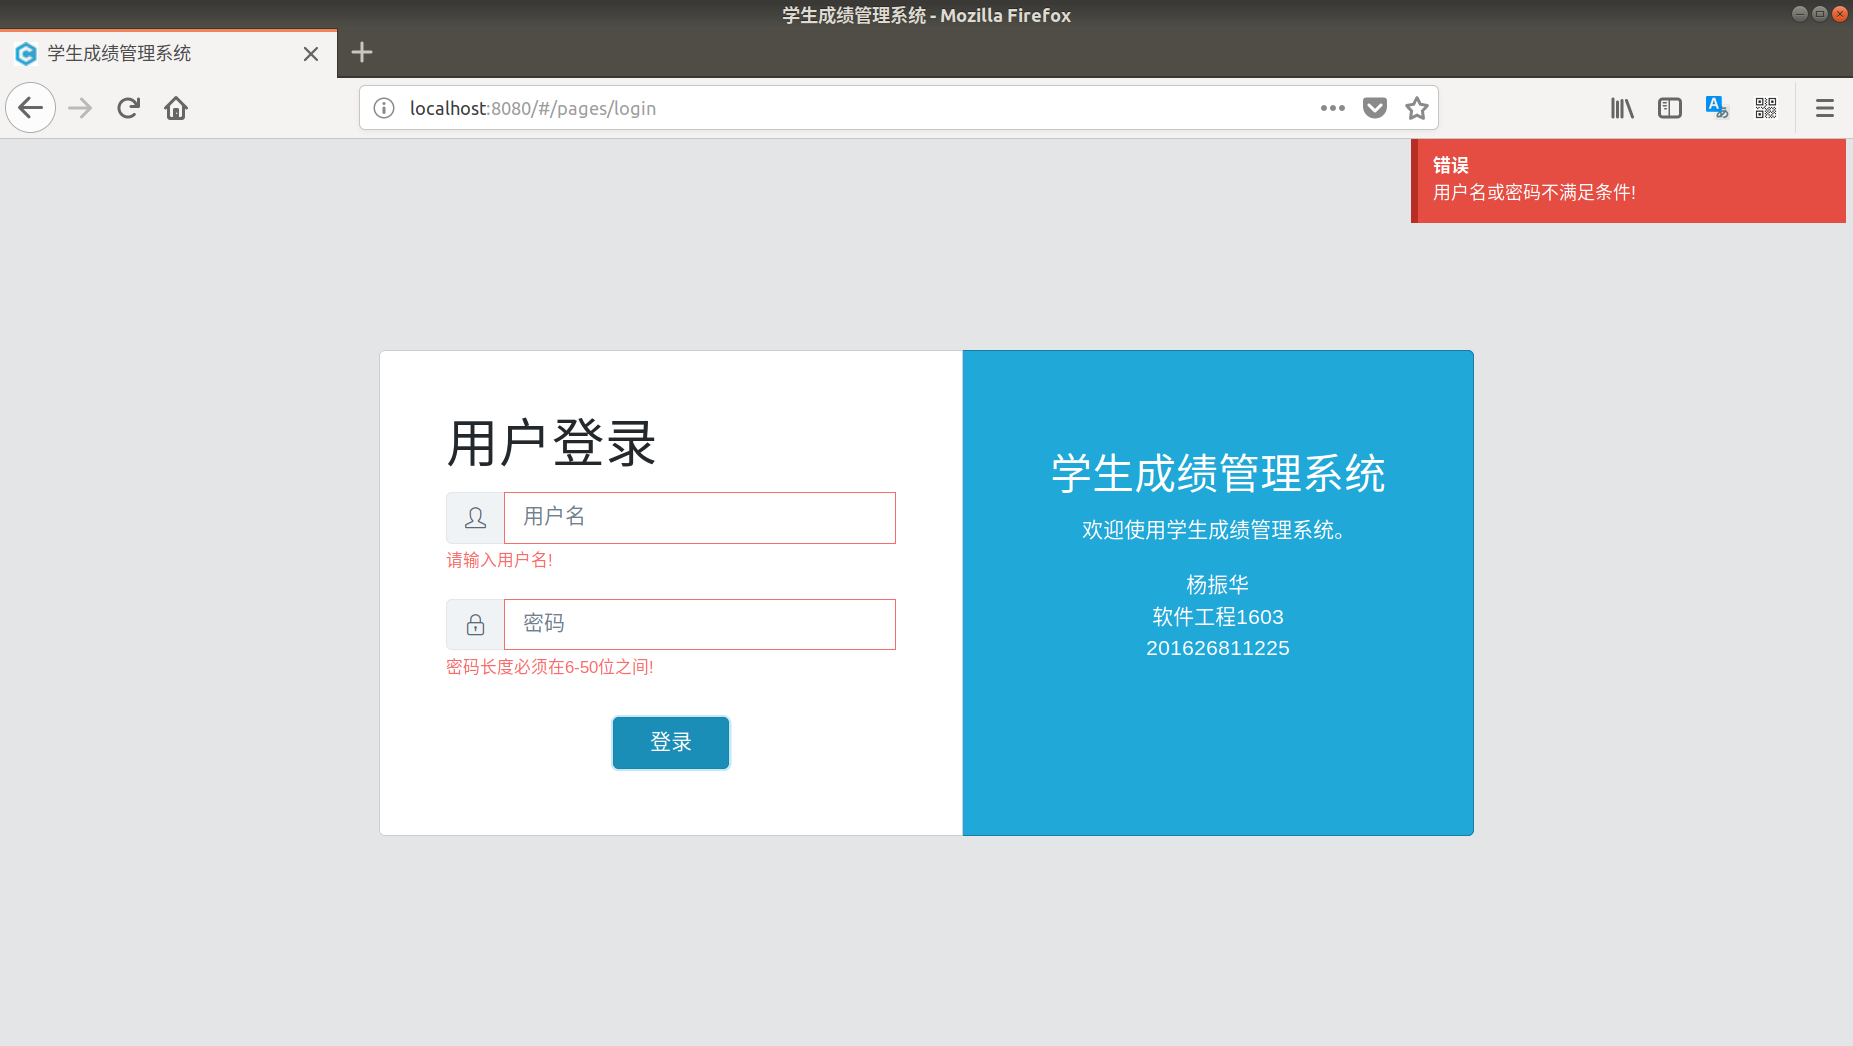 学生成绩管理系统 - Mozilla Firefox
学生成绩管理系统
localhost:8080/#/pages/login
错误
用户名或密码不满足条件!
用户登录
用户名
请输入用户名!
密码
密码长度必须在6-50位之间!
登录
学生成绩管理系统
欢迎使用学生成绩管理系统。
杨振华
软件工程1603
201626811225